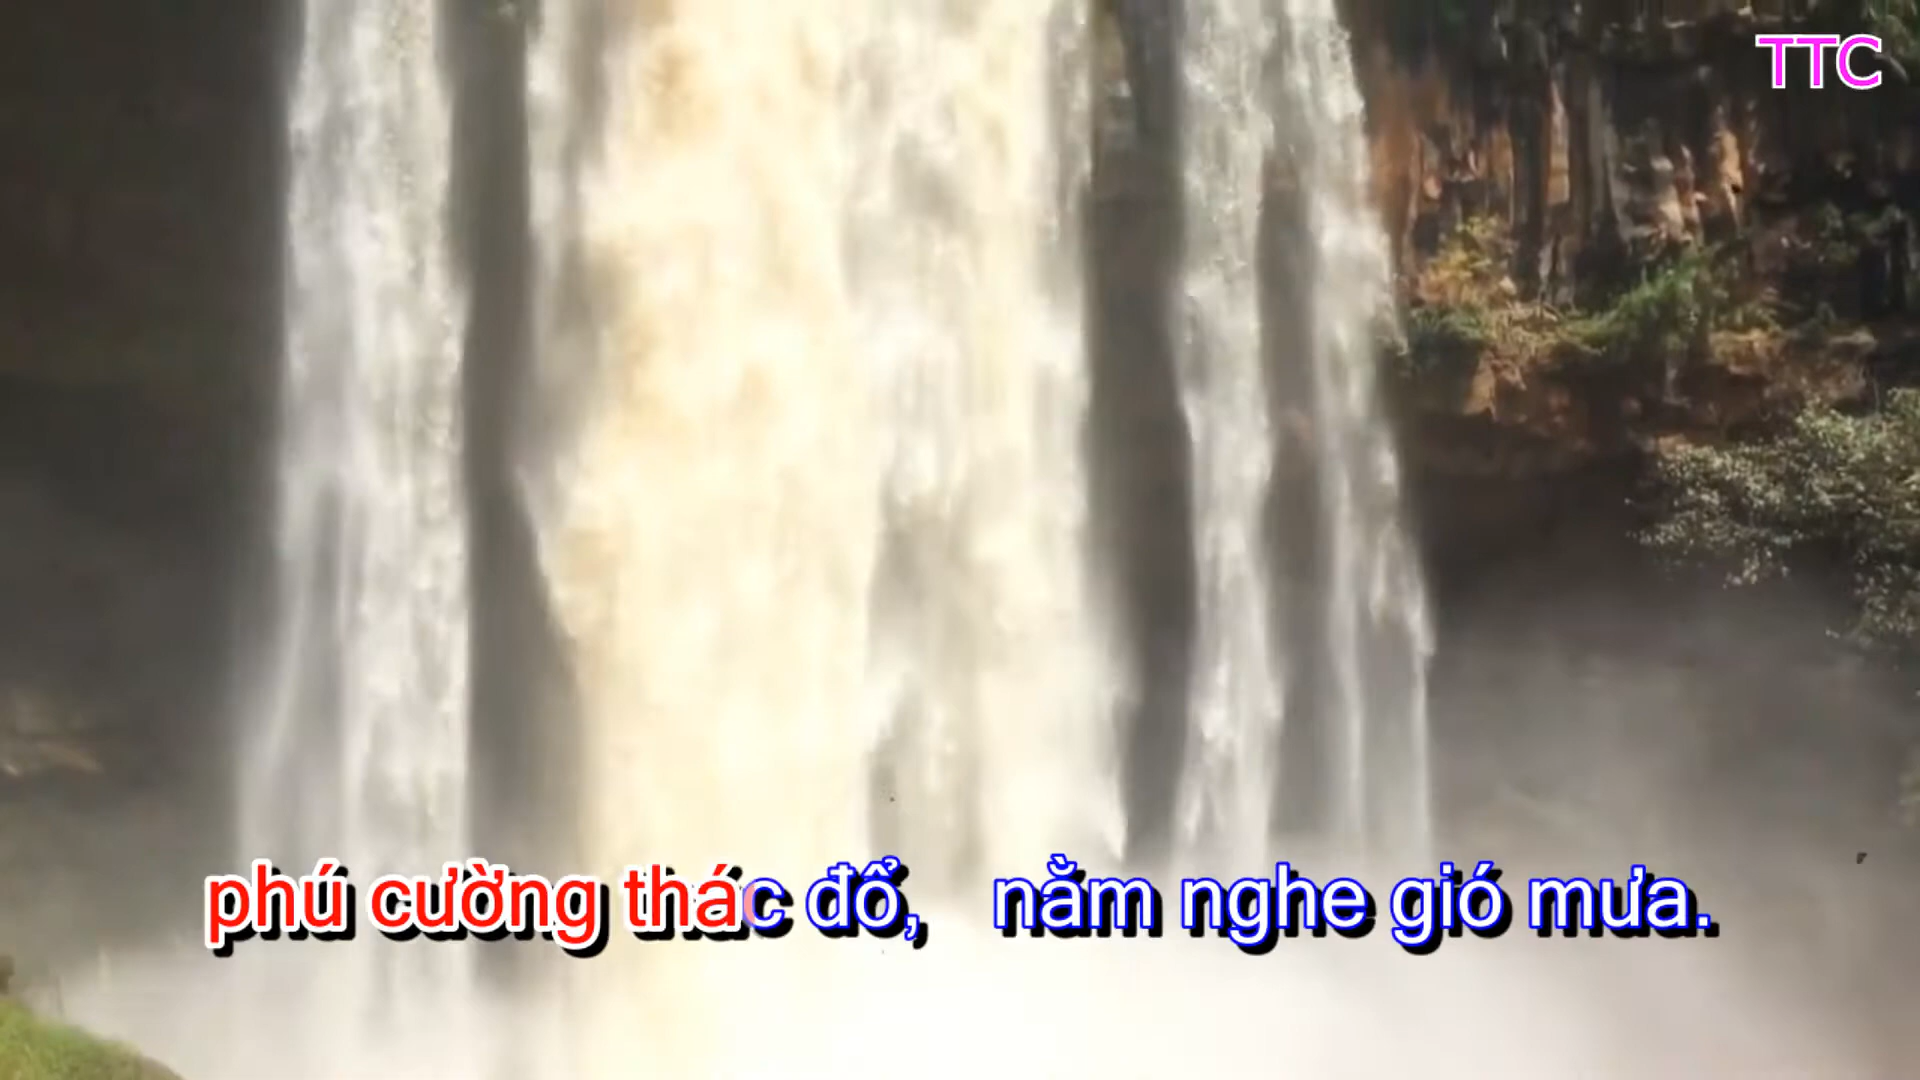 TTC
phú cường thác đổ, nằm nghe gió mưa.